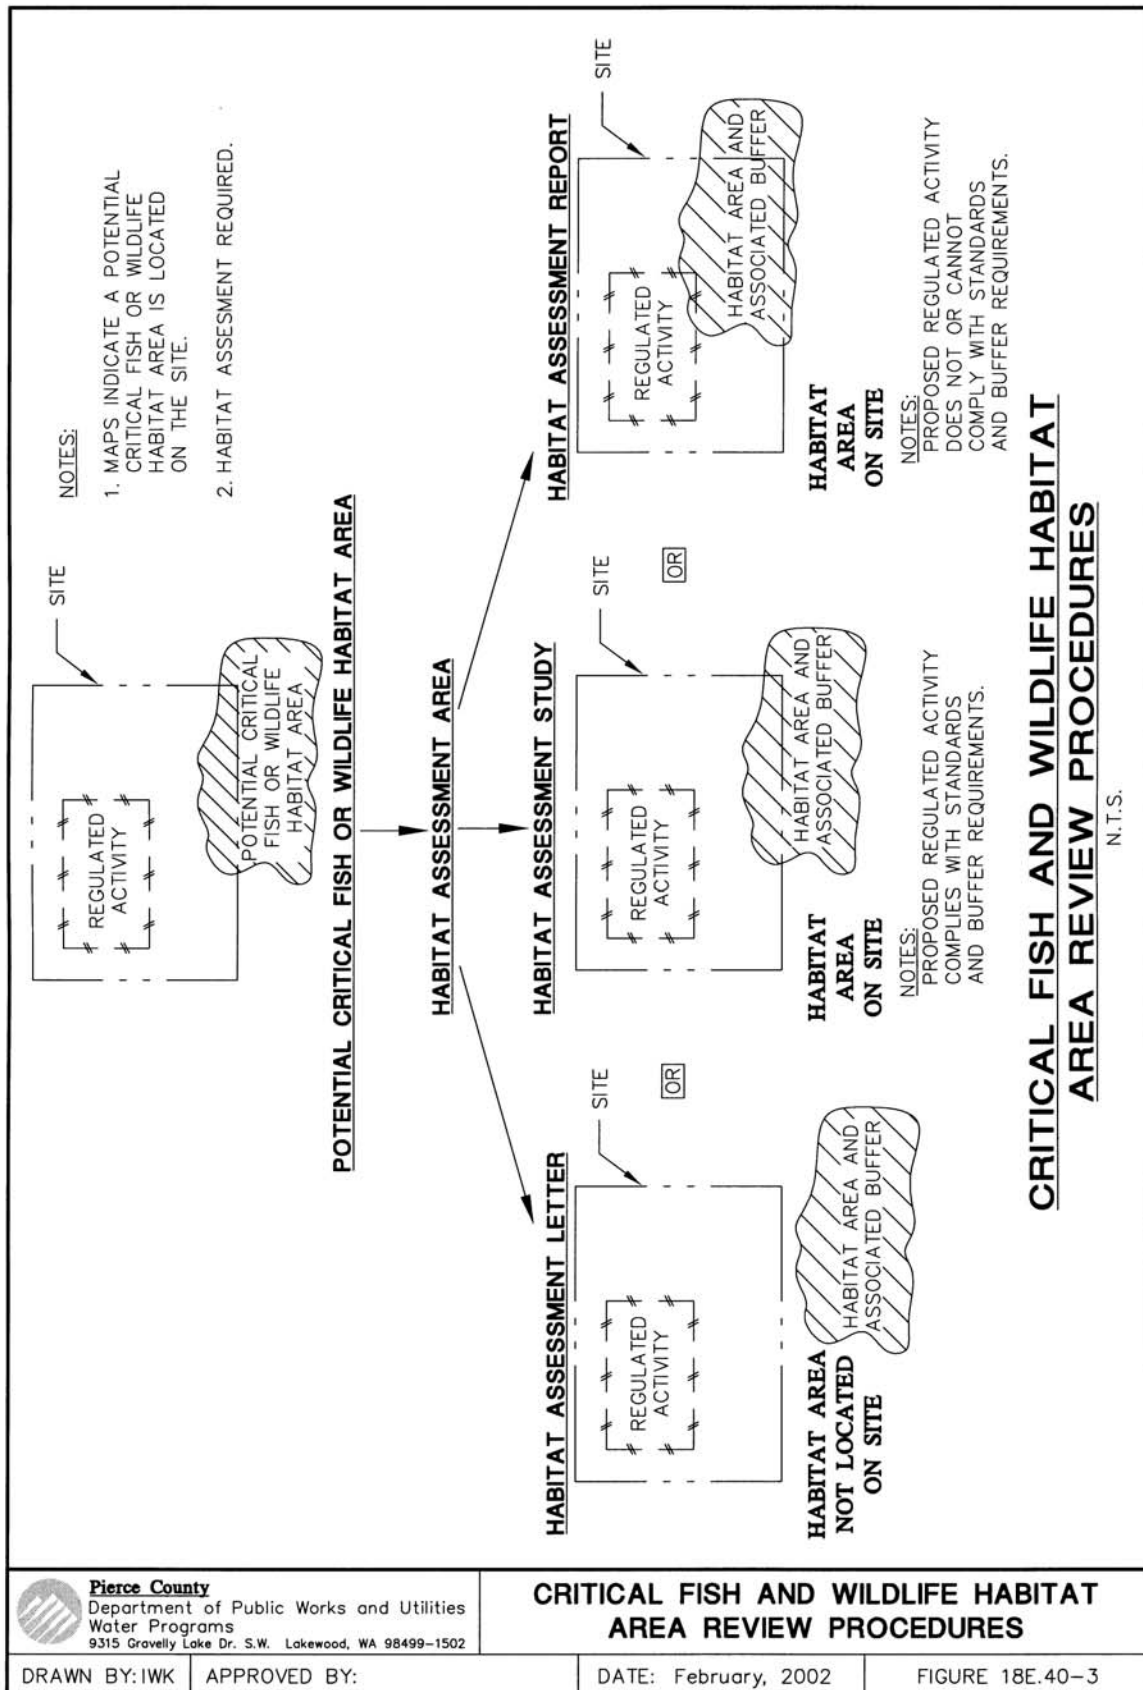 SITE
REGULATED
ACTIVITY
POTENTIAL CRITICAL
FISH OR WILDLIFE
HABITAT AREA
NOTES:
1. MAPS INDICATE A POTENTIAL
CRITICAL FISH OR WILDLIFE
HABITAT AREA IS LOCATED
ON THE SITE.
2. HABITAT ASSESMENT REQUIRED.
POTENTIAL CRITICAL FISH OR WILDLIFE HABITAT AREA
HABITAT ASSESSMENT AREA
HABITAT ASSESSMENT LETTER
SITE
REGULATED
ACTIVITY
HABITAT AREA AND
ASSOCIATED BUFFER
HABITAT AREA
NOT LOCATED
ON SITE
OR
HABITAT ASSESSMENT STUDY
SITE
REGULATED
ACTIVITY
HABITAT AREA AND
ASSOCIATED BUFFER
HABITAT
AREA
ON SITE
NOTES:
PROPOSED REGULATED ACTIVITY
COMPLIES WITH STANDARDS
AND BUFFER REQUIREMENTS.
OR
HABITAT ASSESSMENT REPORT
SITE
REGULATED
ACTIVITY
HABITAT AREA AND
ASSOCIATED BUFFER
HABITAT
AREA
ON SITE
NOTES:
PROPOSED REGULATED ACTIVITY
DOES NOT OR CANNOT
COMPLY WITH STANDARDS
AND BUFFER REQUIREMENTS.
CRITICAL FISH AND WILDLIFE HABITAT
AREA REVIEW PROCEDURES
N.T.S.
Pierce County
Department of Public Works and Utilities
Water Programs
9315 Gravelly Lake Dr. S.W. Lakewood, WA 98499-1502
CRITICAL FISH AND WILDLIFE HABITAT
AREA REVIEW PROCEDURES
DRAWN BY: IWK
APPROVED BY:
DATE: February, 2002
FIGURE 18E.40-3